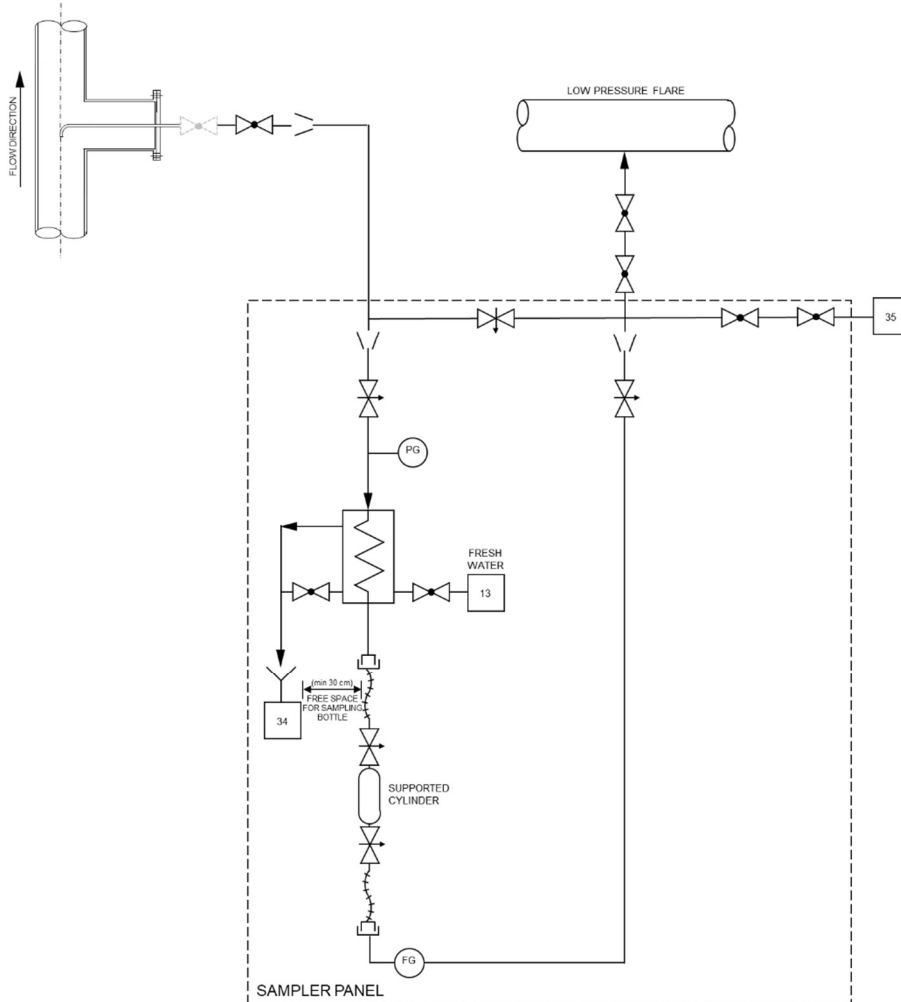 LOW PRESSURE FLARE
FLOW DIRECTION
35
PG
FRESH
WATER
13
(min 30 cm)
FREE SPACE
FOR SAMPLING
BOTTLE
34
SUPPORTED
CYLINDER
FG
SAMPLER PANEL